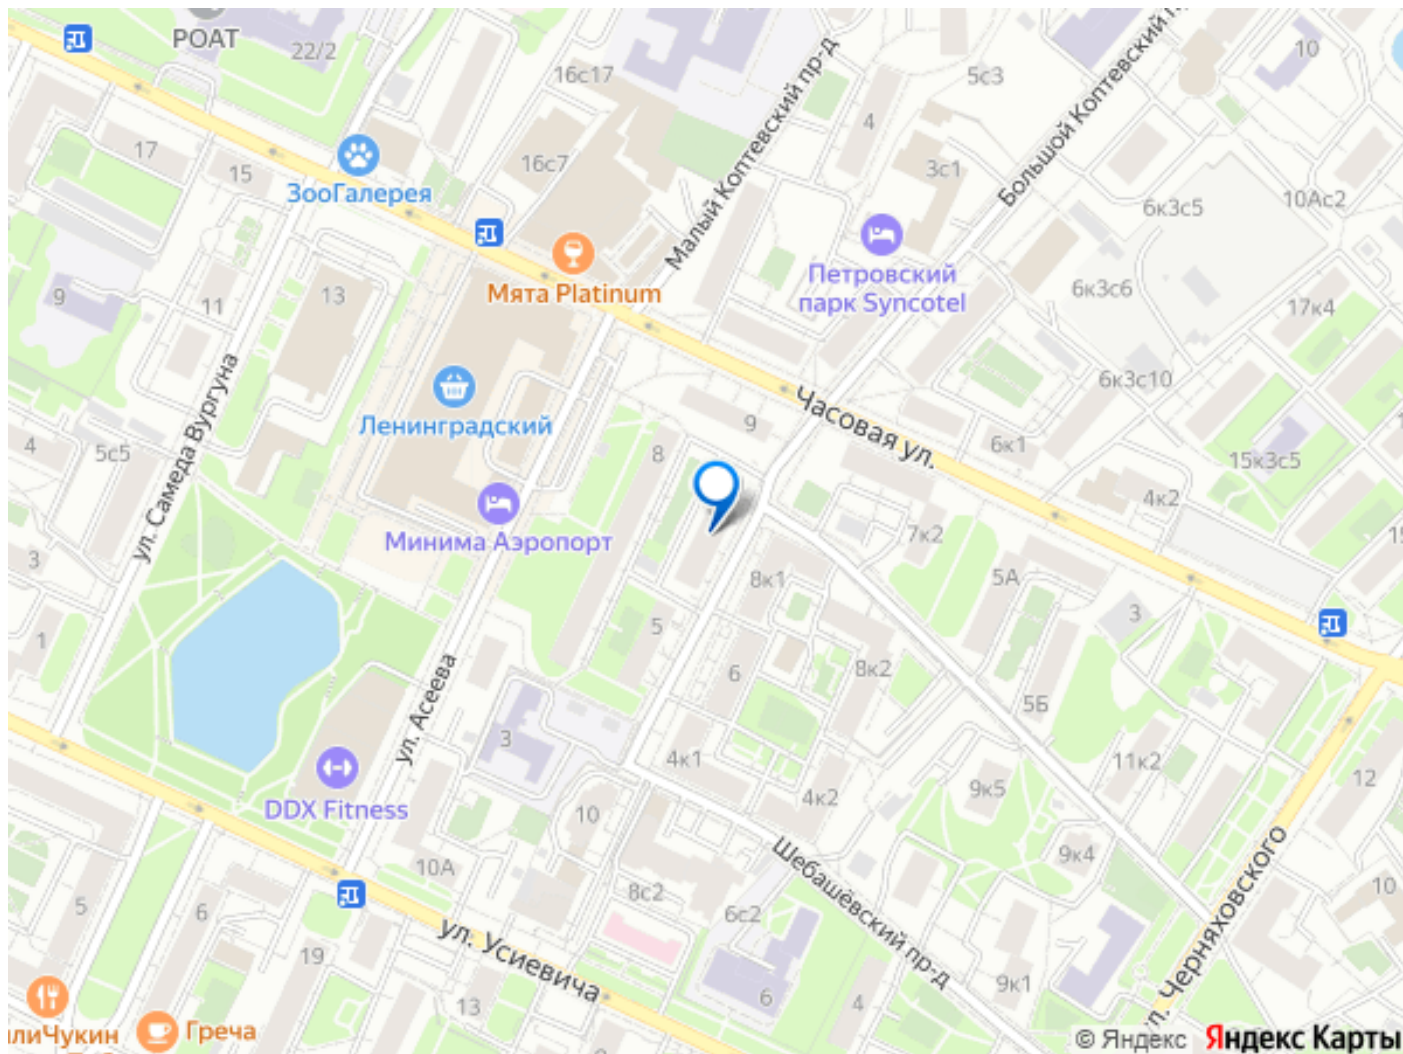 РОАТ
22/2
16с17
5с3
10
4
17
15
16с7
3с1
Малый Коптевский пр-д
Большой Коптевский п
10Ас2
6к3с5
ЗооГалерея
9
11
13
Мята Platinum
Петровский
парк Syncotel
6к3с6
17к4
ул. Самеда Вургуна
Ленинградский
6к3с10
Часовая ул.
9
6к1
4
5с5
8
15к3с5
4к2
Минима Аэропорт
7к2
15
3
8к1
5А
3
5
1
6
8к2
5Б
ул. Асеева
3
4к1
11к2
12
DDX Fitness
4к2
9к5
10
Шебашёвский пр-д
9к4
10А
8с2
10
5
6
6с2
ул. Усиевича
ул. Черняховского
19
13
6
4
9к1
лиЧукин
Греча
© Яндекс Яндекс Карты